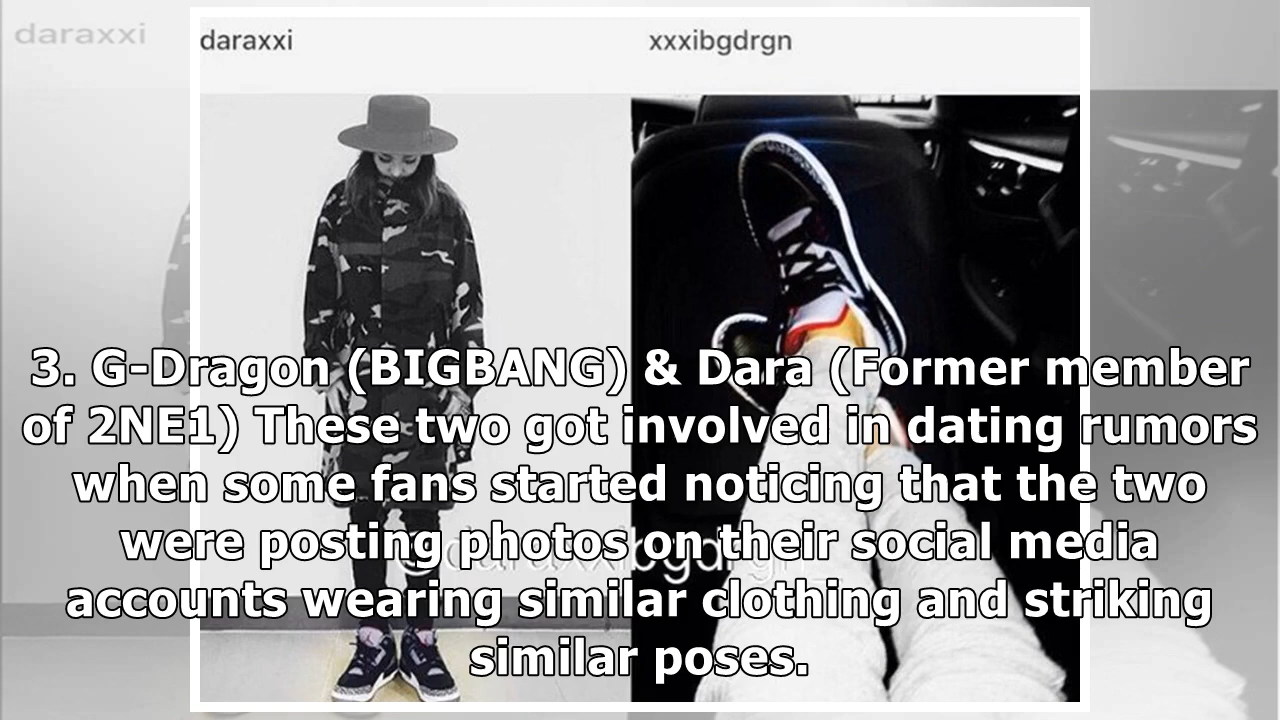 daraxxi
daraxxi
xxxibgdrgn
3. G-Dragon (BIGBANG) & Dara (Former member
of 2NE1) These two got involved in dating rumors
when some fans started noticing that the two
were posting photos on their social media
accounts wearing similar clothing and striking
similar poses.